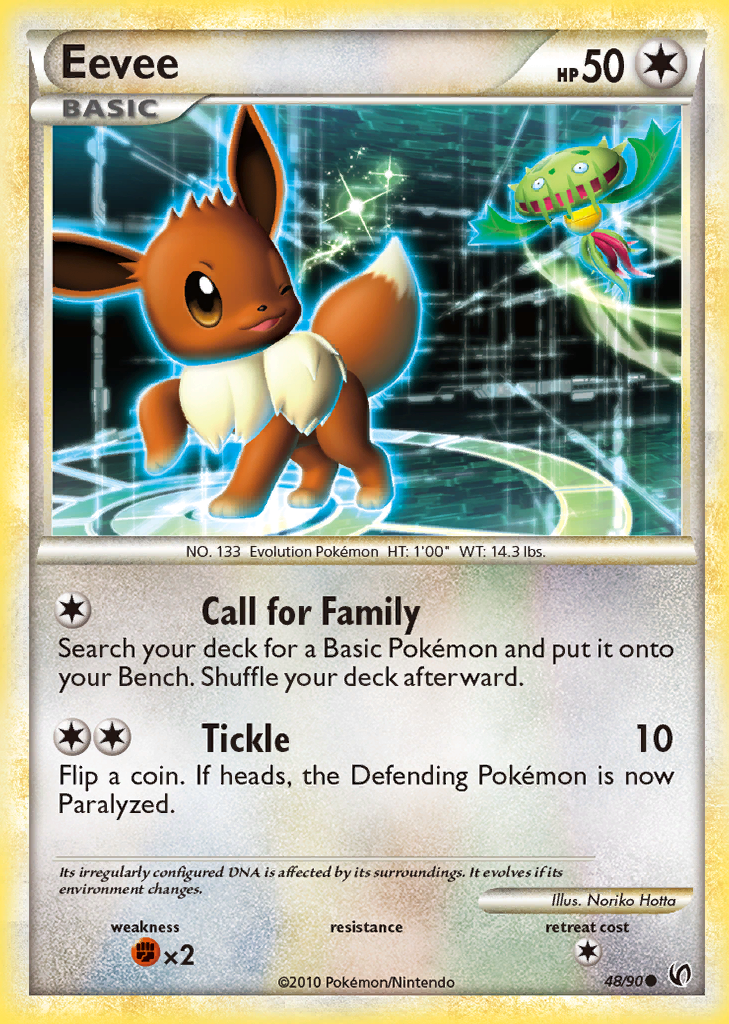 Eevee
HP 50
BASIC
NO. 133 Evolution Pokémon HT: 1'00" WT: 14.3 lbs.
Call for Family
Search your deck for a Basic Pokémon and put it onto
your Bench. Shuffle your deck afterward.
Tickle 10
Flip a coin. If heads, the Defending Pokémon is now
Paralyzed.
Its irregularly configured DNA is affected by its surroundings. It evolves if its
environment changes.
Illus. Noriko Hotta
weakness resistance retreat cost
×2
©2010 Pokémon/Nintendo 48/90